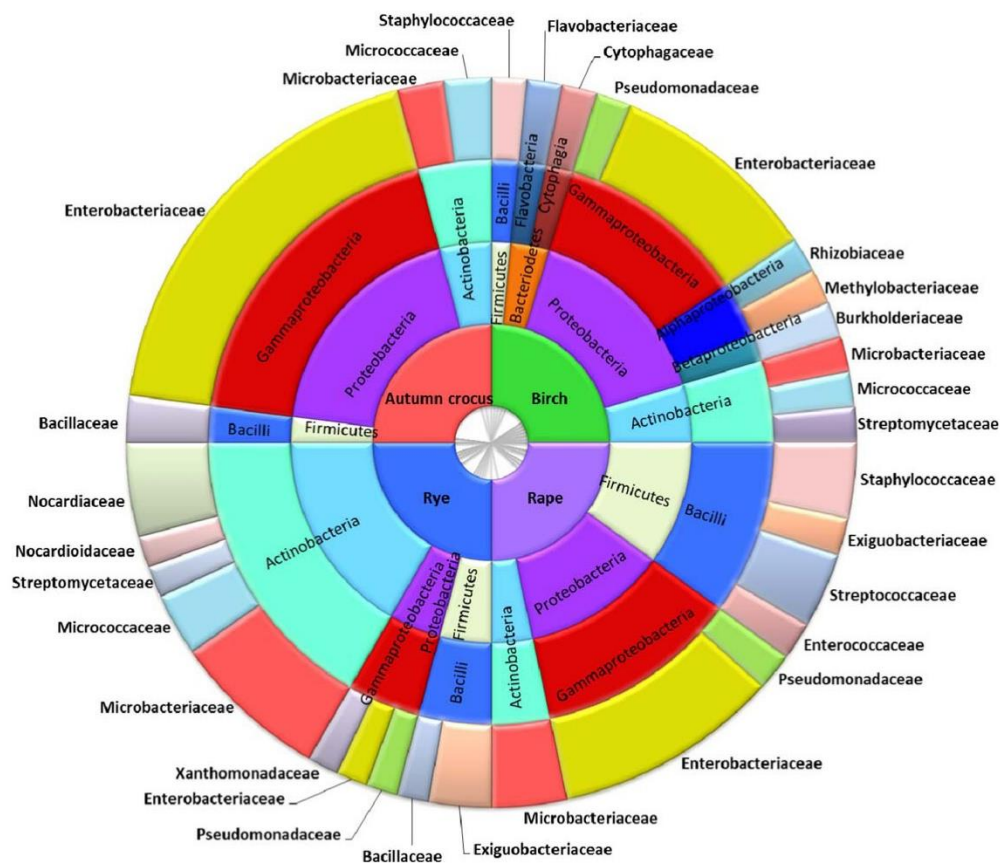 Staphylococcaceae
Flavobacteriaceae
Micrococcaceae
Cytophagaceae
Microbacteriaceae
Pseudomonadaceae
Enterobacteriaceae
Enterobacteriaceae
Rhizobiaceae
Methylobacteriaceae
Burkholderiaceae
Microbacteriaceae
Micrococcaceae
Streptomycetaceae
Bacillaceae
Staphylococcaceae
Nocardiaceae
Exiguobacteriaceae
Nocardioidaceae
Streptomycetaceae
Streptococcaceae
Micrococcaceae
Enterococcaceae
Pseudomonadaceae
Microbacteriaceae
Enterobacteriaceae
Xanthomonadaceae
Enterobacteriaceae
Pseudomonadaceae
Microbacteriaceae
Bacillaceae
Exiguobacteriaceae
Gammaproteobacteria
Actinobacteria
Bacilli
Flavobacteria
Cytophagia
Gammaproteobacteria
Alphaproteobacteria
Betaproteobacteria
Proteobacteria
Firmicutes
Bacterioderes
Proteobacteria
Actinobacteria
Autumn crocus
Birch
Bacilli
Firmicutes
Rye
Rape
Firmicutes
Bacilli
Actinobacteria
Proteobacteria
Gammaproteobacteria
Gammaproteobacteria
Proteobacteria
Firmicutes
Bacilli
Actinobacteria